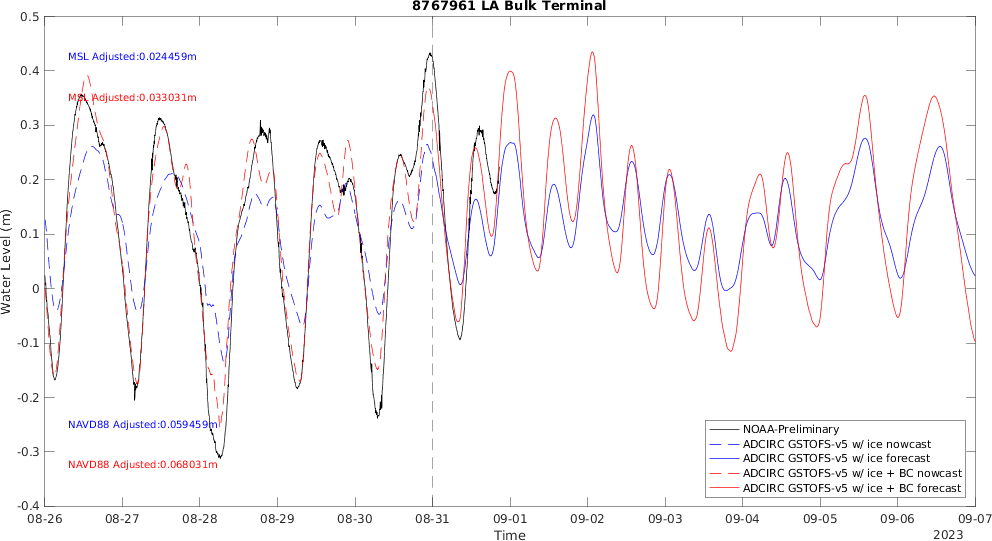 8767961 LA Bulk Terminal
0.5
MSL Adjusted:0.024459m
0.4
MSL Adjusted:0.033031m
0.3
0.2
0.1
Water Level (m)
0
-0.1
-0.2
NAVD88 Adjusted:0.059459m
-0.3
NAVD88 Adjusted:0.068031m
-0.4
NOAA-Preliminary
ADCIRC GSTOFS-v5 w/ ice nowcast
ADCIRC GSTOFS-v5 w/ ice forecast
ADCIRC GSTOFS-v5 w/ ice + BC nowcast
ADCIRC GSTOFS-v5 w/ ice + BC forecast
08-26 08-27 08-28 08-29 08-30 08-31 09-01 09-02 09-03 09-04 09-05 09-06 09-07
Time
2023